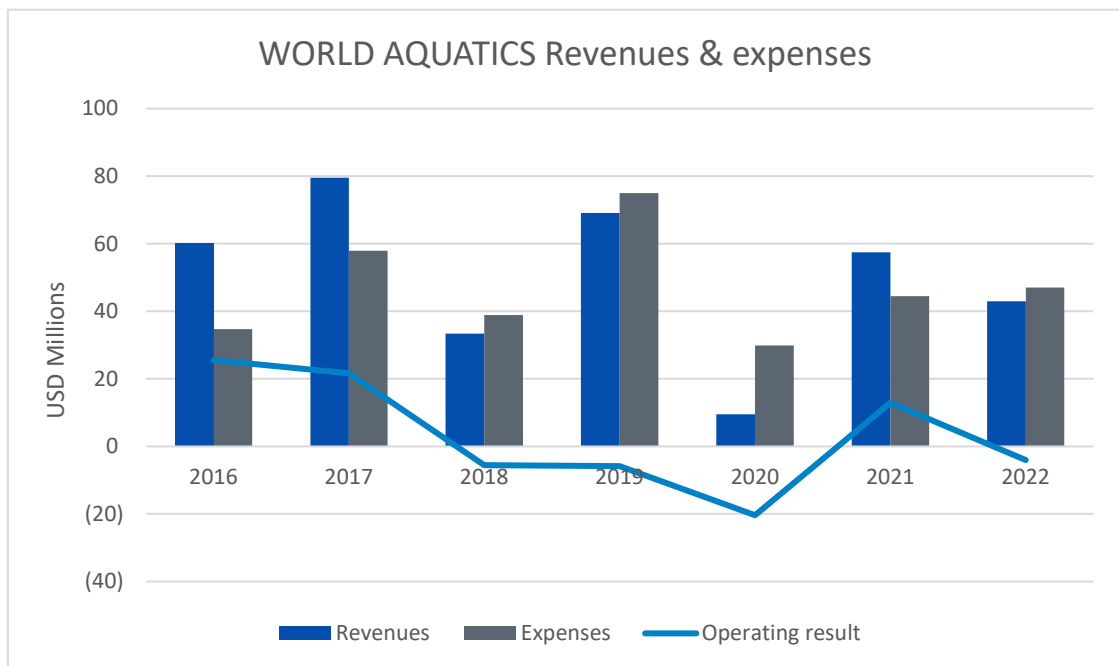 WORLD AQUATICS Revenues & expenses
USD Millions
100
80
60
40
20
0
(20)
(40)
2016 2017 2018 2019 2020 2021 2022
Revenues Expenses Operating result